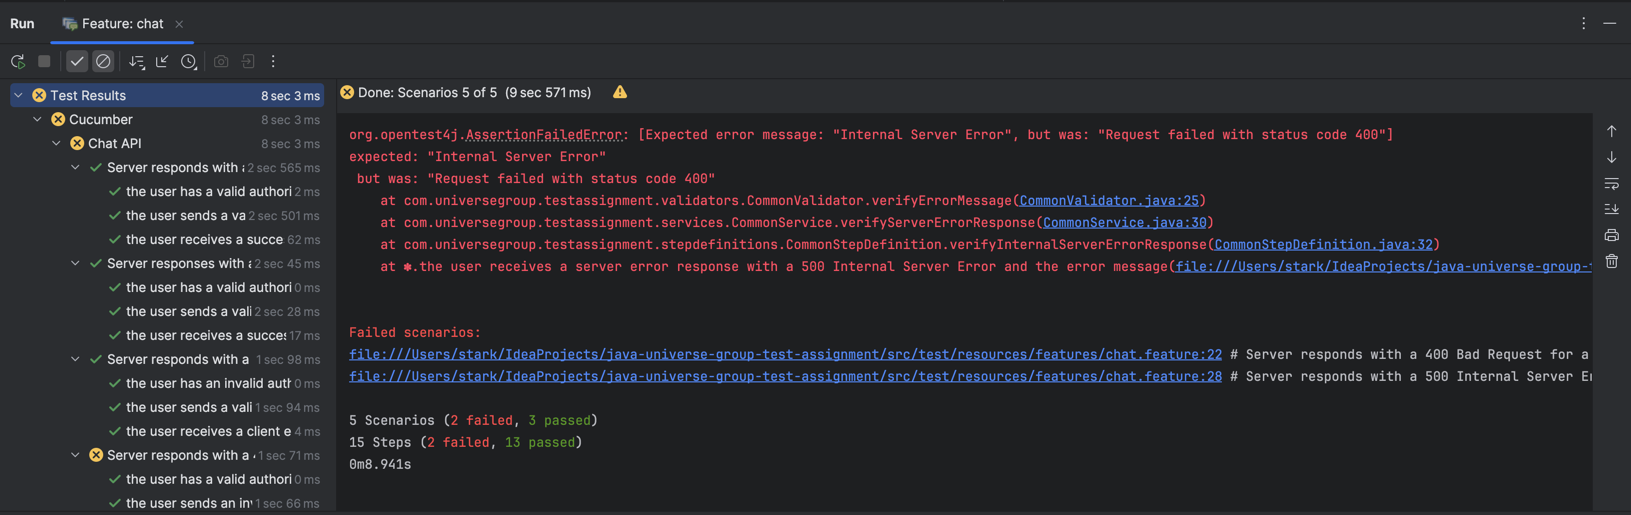 Run
Feature: chat
Test Results 8 sec 3 ms
Cucumber 8 sec 3 ms
Chat API 8 sec 3 ms
Server responds with a 2 sec 565 ms
the user has a valid authori 2 ms
the user sends a va 2 sec 501 ms
the user receives a succe 62 ms
Server responses with a 2 sec 45 ms
the user has a valid authori 0 ms
the user sends a vali 2 sec 28 ms
the user receives a succes 17 ms
Server responds with a 1 sec 98 ms
the user has an invalid auth 0 ms
the user sends a vali 1 sec 94 ms
the user receives a client e 4 ms
Server responds with a 4 1 sec 71 ms
the user has a valid authori 0 ms
the user sends an inv 1 sec 66 ms
Done: Scenarios 5 of 5 (9 sec 571 ms)
org.opentest4j.AssertionFailedError: [Expected error message: "Internal Server Error", but was: "Request failed with status code 400"]
expected: "Internal Server Error"
but was: "Request failed with status code 400"
at com.universegroup.testassignment.validators.CommonValidator.verifyErrorMessage(CommonValidator.java:25)
at com.universegroup.testassignment.services.CommonService.verifyServerErrorResponse(CommonService.java:30)
at com.universegroup.testassignment.stepdefinitions.CommonStepDefinition.verifyInternalServerErrorResponse(CommonStepDefinition.java:32)
at ✽.the user receives a server error response with a 500 Internal Server Error and the error message(file:///Users/stark/IdeaProjects/java-universe-group-t
Failed scenarios:
file:///Users/stark/IdeaProjects/java-universe-group-test-assignment/src/test/resources/features/chat.feature:22 # Server responds with a 400 Bad Request for a
file:///Users/stark/IdeaProjects/java-universe-group-test-assignment/src/test/resources/features/chat.feature:28 # Server responds with a 500 Internal Server Er
5 Scenarios (2 failed, 3 passed)
15 Steps (2 failed, 13 passed)
0m8.941s